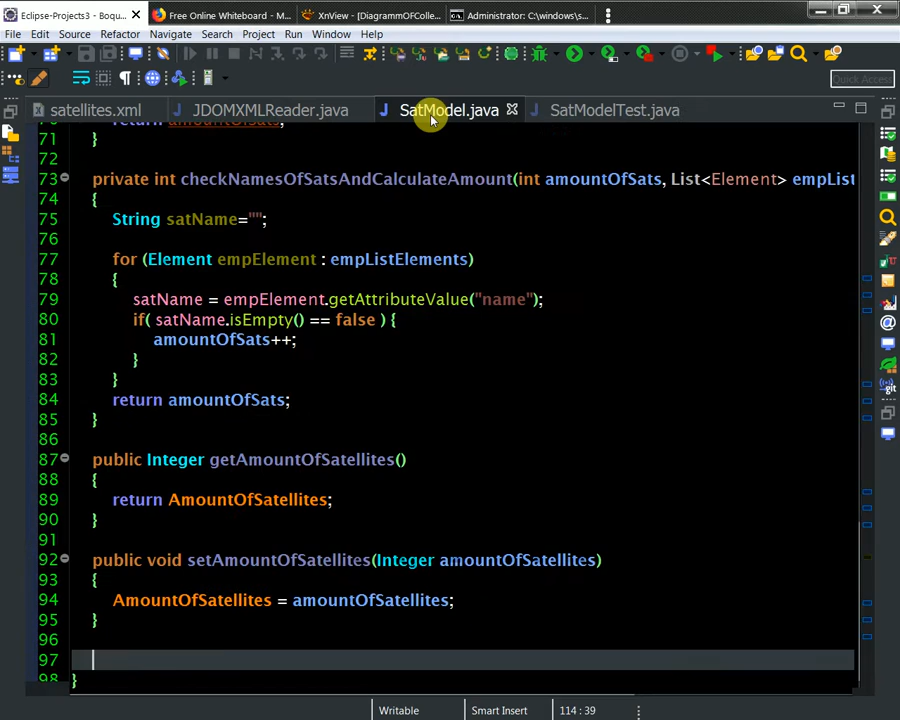 Eclipse-Projects3 - Boqu...
Free Online Whiteboard - M...
XnView - [DiagrammOFColle...
Administrator: C:\windows\s...
File Edit Source Refactor Navigate Search Project Run Window Help
Quick Access
satellites.xml
JDOMXMLReader.java
SatModel.java
SatModelTest.java
71 }
72
73 private int checkNamesOfSatsAndCalculateAmount(int amountOfSats, List<Element> empList
74 {
75 String satName="";
76
77 for (Element empElement : empListElements)
78 {
79 satName = empElement.getAttributeValue("name");
80 if( satName.isEmpty() == false ) {
81 amountOfSats++;
82 }
83 }
84 return amountOfSats;
85 }
86
87 public Integer getAmountOfSatellites()
88 {
89 return AmountOfSatellites;
90 }
91
92 public void setAmountOfSatellites(Integer amountOfSatellites)
93 {
94 AmountOfSatellites = amountOfSatellites;
95 }
96
97
98 }
Writable Smart Insert 114 : 39